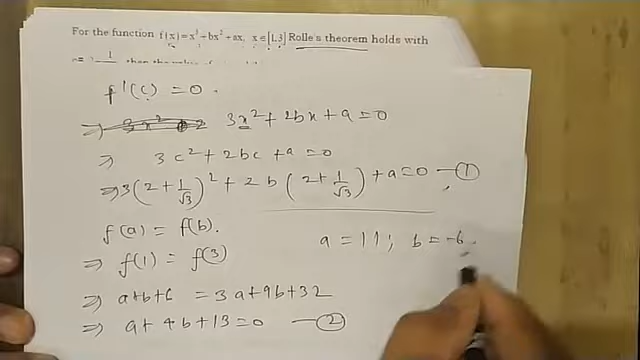 For the function f(x)=x³+bx²+ax, x∈[1,3] Rolle's theorem holds with
f'(c) = 0.
⇒ 3x²+2bx+a=0
⇒ 3c²+2bc+a=0
⇒ 3(2+1/√3)²+2b(2+1/√3)+a=0 —①
f(a) = f(b).
a = 11; b = -6.
⇒ f(1) = f(3)
⇒ a+b+6 = 3a+9b+32
⇒ a+4b+13=0 —②